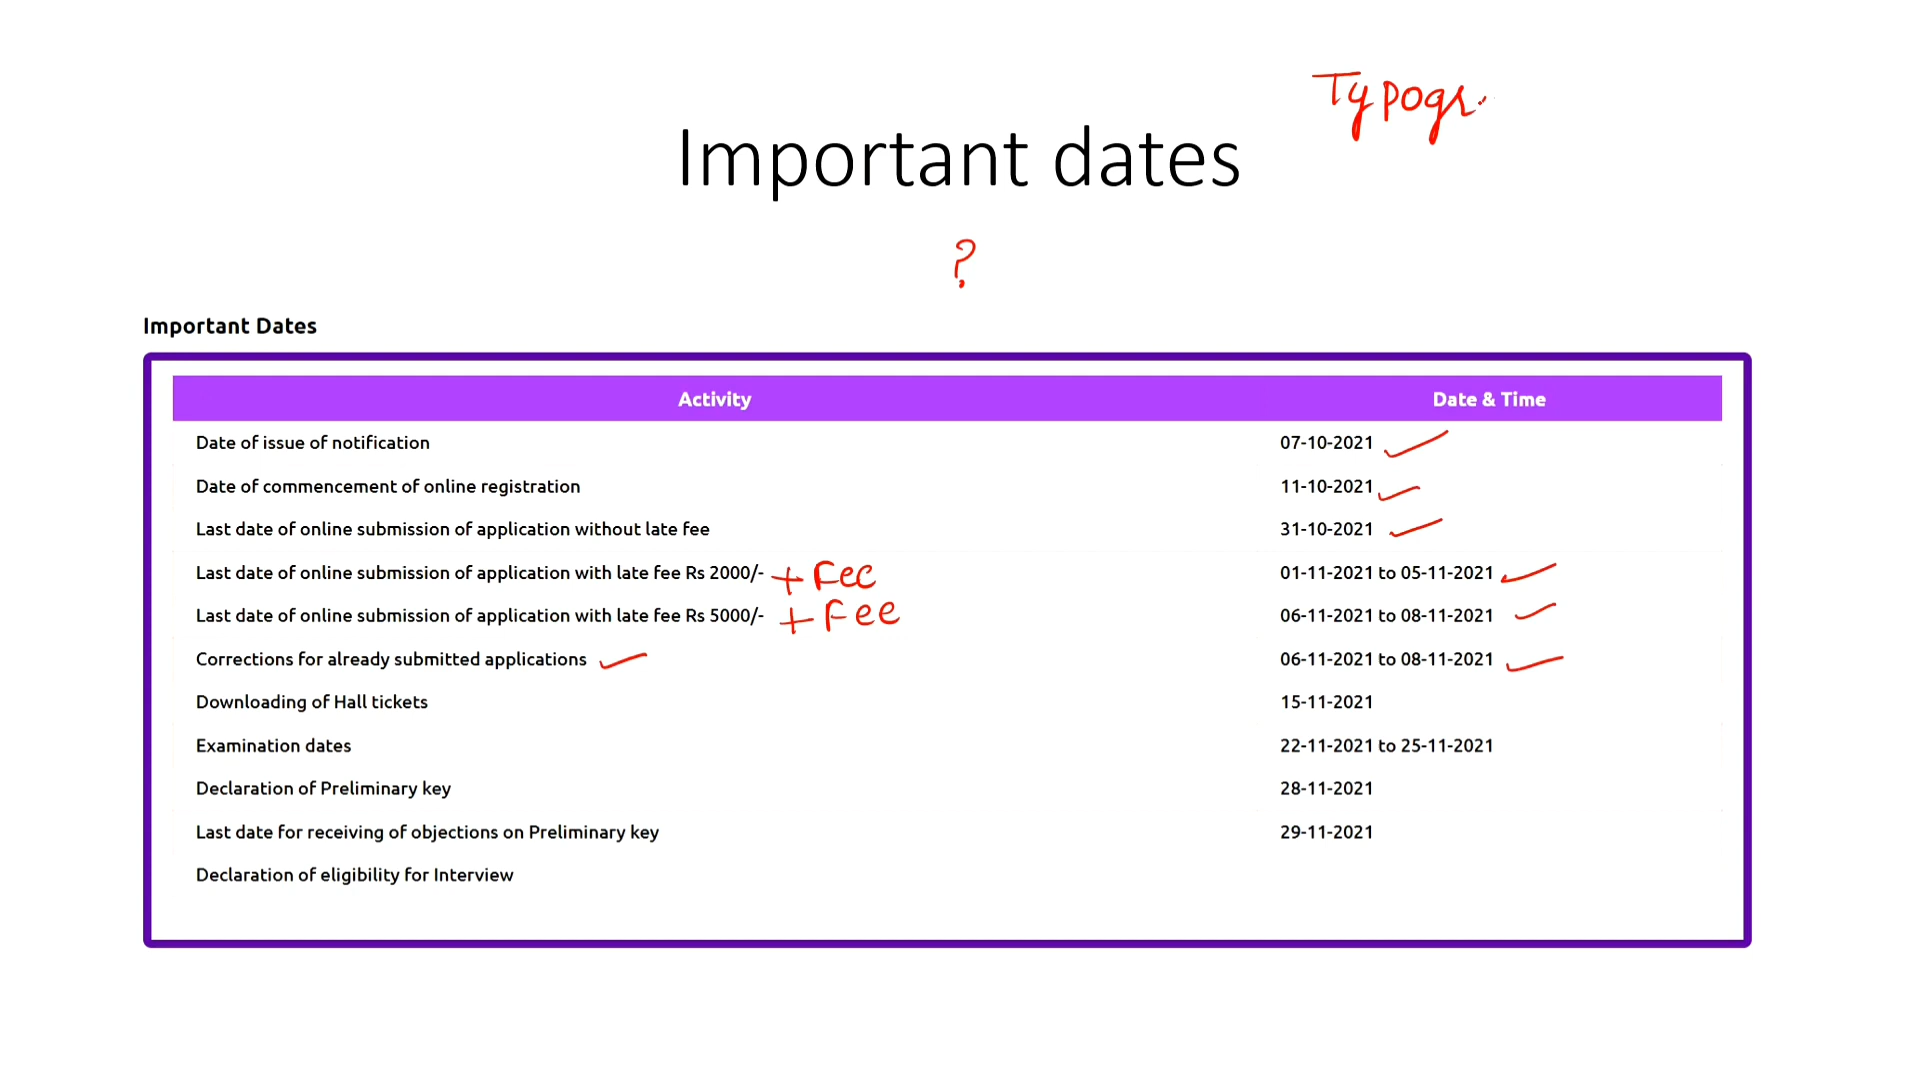 Typogr
Important dates
?
Important Dates
Activity Date & Time
Date of issue of notification 07-10-2021
Date of commencement of online registration 11-10-2021
Last date of online submission of application without late fee 31-10-2021
Last date of online submission of application with late fee Rs 2000/- + Fee 01-11-2021 to 05-11-2021
Last date of online submission of application with late fee Rs 5000/- + Fee 06-11-2021 to 08-11-2021
Corrections for already submitted applications 06-11-2021 to 08-11-2021
Downloading of Hall tickets 15-11-2021
Examination dates 22-11-2021 to 25-11-2021
Declaration of Preliminary key 28-11-2021
Last date for receiving of objections on Preliminary key 29-11-2021
Declaration of eligibility for Interview